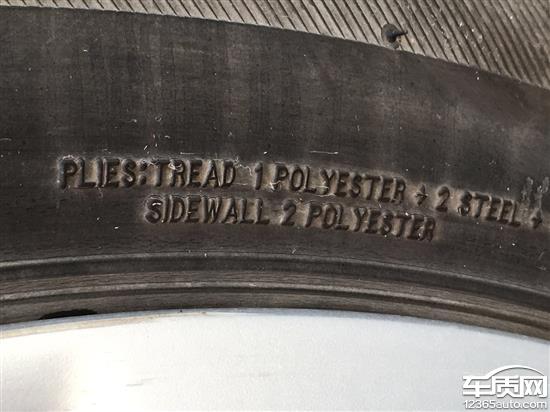 PLIES: TREAD 1 POLYESTER + 2 STEEL +
SIDEWALL 2 POLYESTER
车质网
12365auto.com